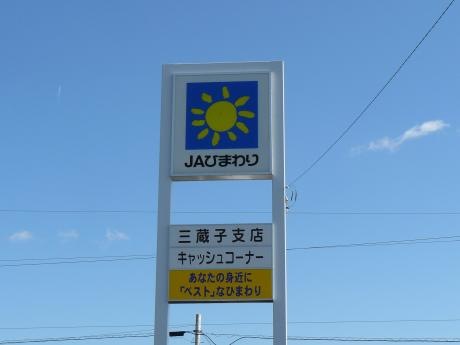 JAひまわり
三蔵子支店
キャッシュコーナー
あなたの身近に
「ベスト」なひまわり